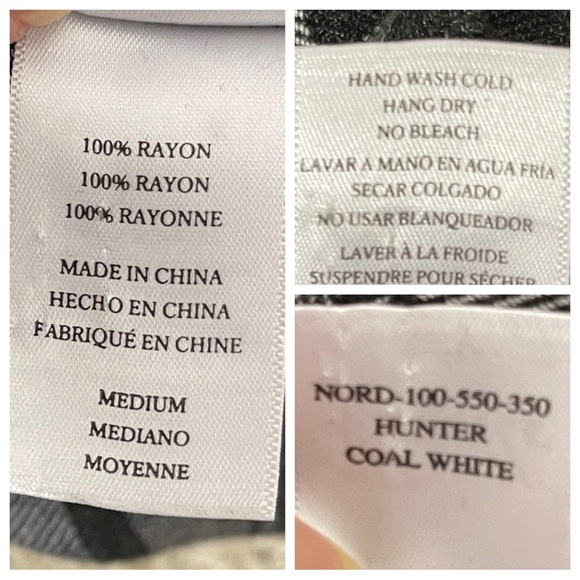 100% RAYON
100% RAYON
100% RAYONNE
MADE IN CHINA
HECHO EN CHINA
FABRIQUÉ EN CHINE
MEDIUM
MEDIANO
MOYENNE
HAND WASH COLD
HANG DRY
NO BLEACH
LAVAR A MANO EN AGUA FRÍA
SECAR COLGADO
NO USAR BLANQUEADOR
LAVER À LA FROIDE
SUSPENDRE POUR SÉCHER
NORD-100-550-350
HUNTER
COAL WHITE